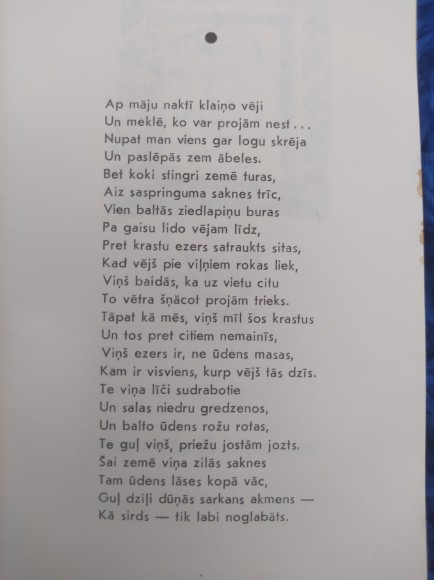 Ap māju naktī klaiņo vēji
Un meklē, ko var projām nest...
Nupat man viens gar logu skrēja
Un paslēpās zem ābeles.
Bet koki stingri zemē turas,
Aiz saspringuma saknes trīc,
Vien baltās ziedlapiņu buras
Pa gaisu lido vējam līdz,
Pret krastu ezers satraukts sitas,
Kad vējš pie viļņiem rokas liek,
Viņš baidās, ka uz vietu citu
To vētra šņācot projām trieks.
Tāpat kā mēs, viņš mīl šos krastus
Un tos pret citiem nemainīs,
Viņš ezers ir, ne ūdens masas,
Kam ir visviens, kurp vējš tās dzīs.
Te viņa līči sudrabotie
Un salas niedru gredzenos,
Un balto ūdens rožu rotas,
Te guļ viņš, priežu jostām jozts.
Šai zemē viņa zilās saknes
Tam ūdens lāses kopā vāc,
Guļ dziļi dūņās sarkans akmens —
Kā sirds — tik labi noglabāts.